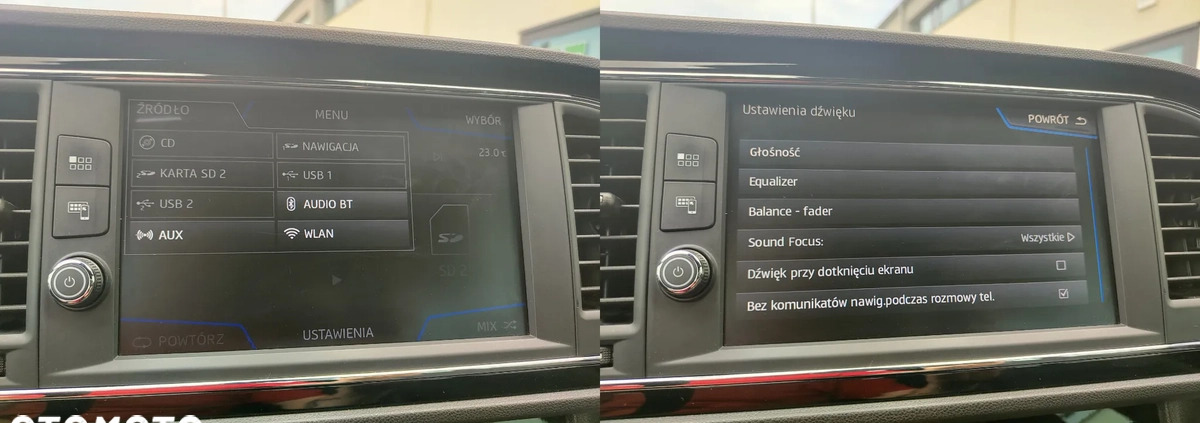 ŹRÓDŁO
MENU
WYBÓR
CD
NAWIGACJA
23.0°C
KARTA SD 2
USB 1
USB 2
AUDIO BT
AUX
WLAN
SD 2
POWTÓRZ
USTAWIENIA
MIX
OTOMOTO
Ustawienia dźwięku
POWRÓT
Głośność
Equalizer
Balance - fader
Sound Focus:
Wszystkie
Dźwięk przy dotknięciu ekranu
Bez komunikatów nawig.podczas rozmowy tel.